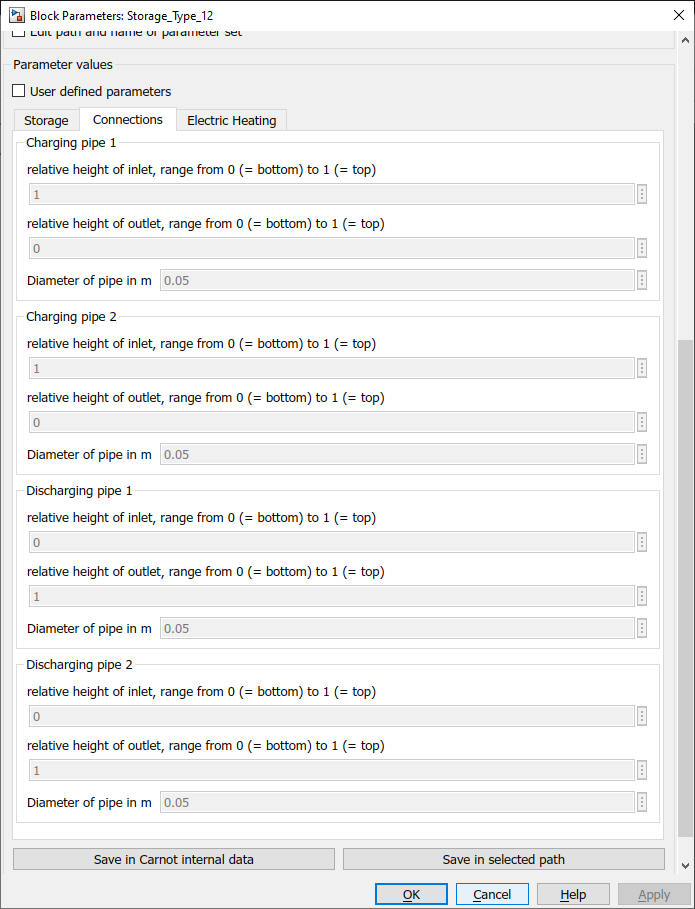 Block Parameters: Storage_Type_12
Edit path and name of parameter set
Parameter values
User defined parameters
Storage
Connections
Electric Heating
Charging pipe 1
relative height of inlet, range from 0 (= bottom) to 1 (= top)
1
relative height of outlet, range from 0 (= bottom) to 1 (= top)
0
Diameter of pipe in m 0.05
Charging pipe 2
relative height of inlet, range from 0 (= bottom) to 1 (= top)
1
relative height of outlet, range from 0 (= bottom) to 1 (= top)
0
Diameter of pipe in m 0.05
Discharging pipe 1
relative height of inlet, range from 0 (= bottom) to 1 (= top)
0
relative height of outlet, range from 0 (= bottom) to 1 (= top)
1
Diameter of pipe in m 0.05
Discharging pipe 2
relative height of inlet, range from 0 (= bottom) to 1 (= top)
0
relative height of outlet, range from 0 (= bottom) to 1 (= top)
1
Diameter of pipe in m 0.05
Save in Carnot internal data
Save in selected path
OK
Cancel
Help
Apply